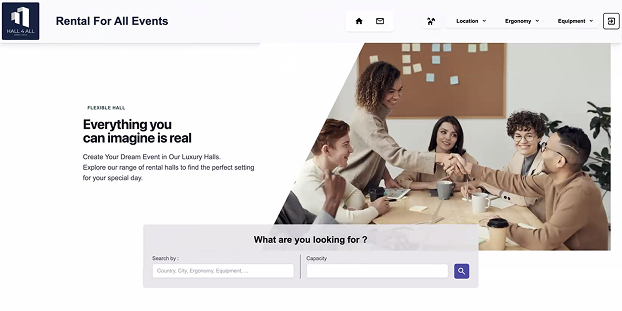 HALL 4 ALL
Rental For All Events
Location
Ergonomy
Equipment
FLEXIBLE HALL
Everything you
can imagine is real
Create Your Dream Event in Our Luxury Halls.
Explore our range of rental halls to find the perfect setting
for your special day.
What are you looking for ?
Search by :
Capacity
Country, City, Ergonomy, Equipment, ...